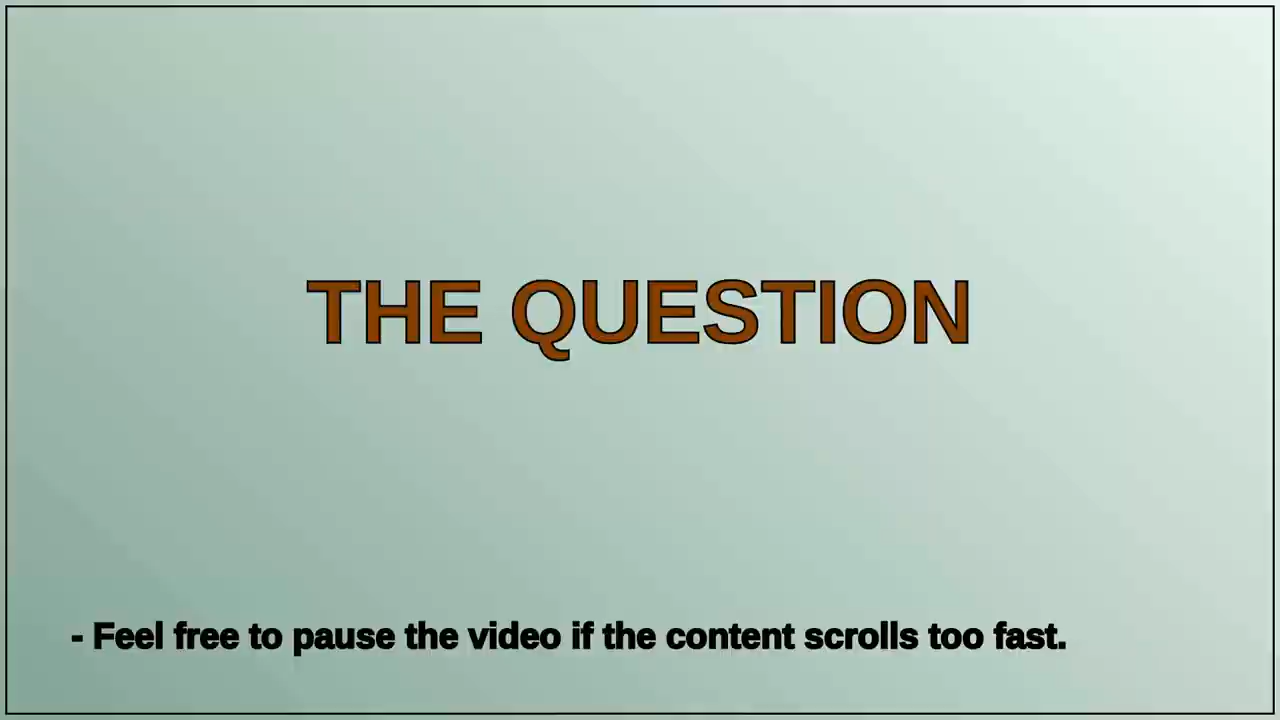 THE QUESTION
- Feel free to pause the video if the content scrolls too fast.